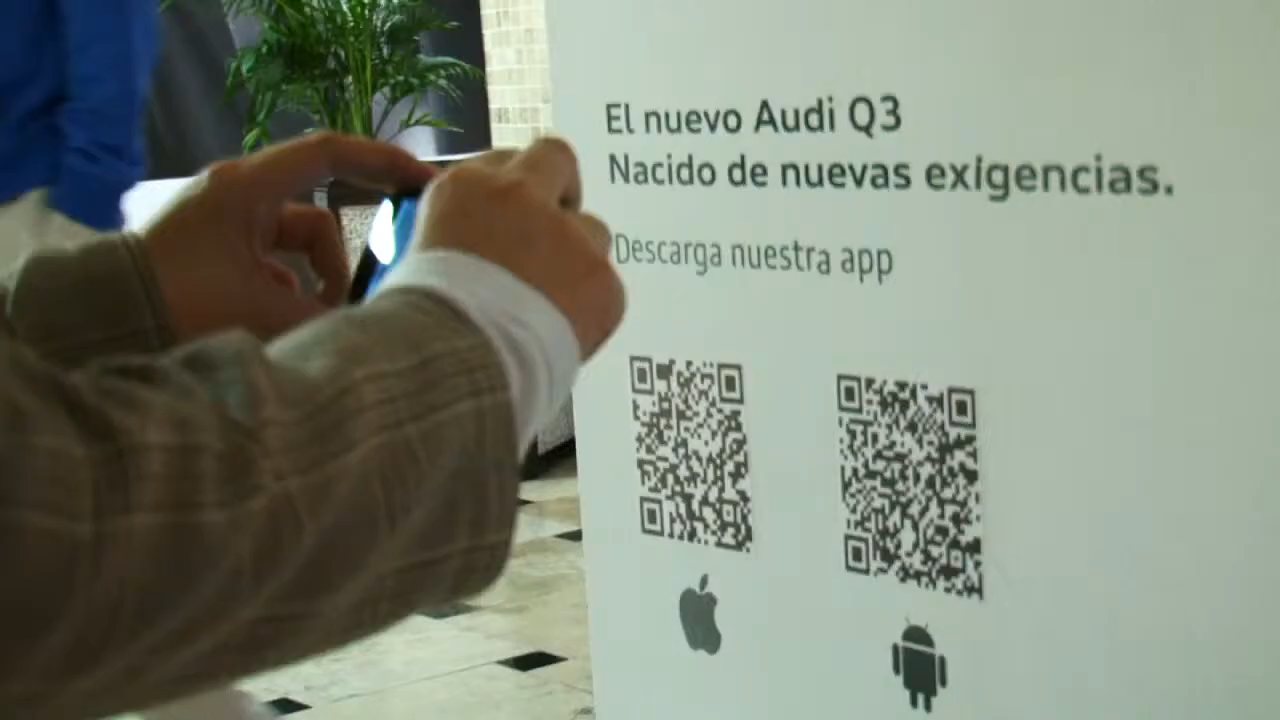 El nuevo Audi Q3
Nacido de nuevas exigencias.
Descarga nuestra app